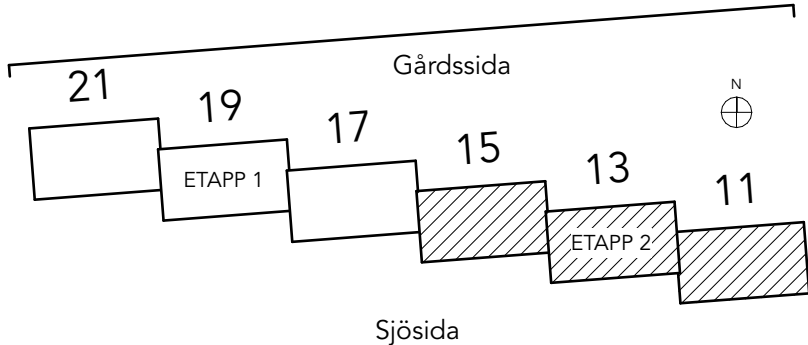 Gårdssida
N
21
19
17
15
13
11
ETAPP 1
ETAPP 2
Sjösida